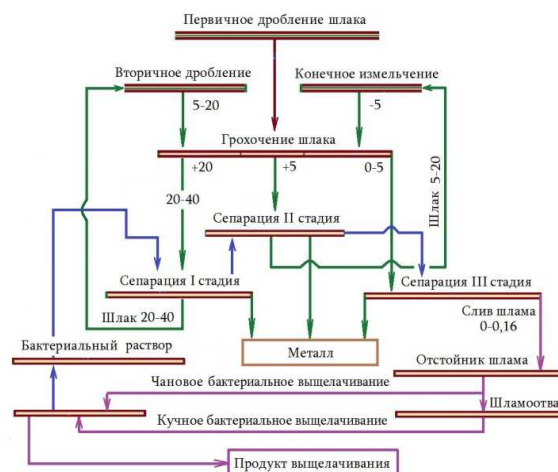 Первичное дробление шлака
Вторичное дробление
Конечное измельчение
5-20
-5
Грохочение шлака
+20
+5
0-5
20-40
Шлак 5-20
Сепарация II стадия
Сепарация I стадия
Сепарация III стадия
Шлак 20-40
Слив шлама
0-0,16
Бактериальный раствор
Металл
Отстойник шлама
Чановое бактериальное выщелачивание
Шламоотва
Кучное бактериальное выщелачивание
Продукт выщелачивания